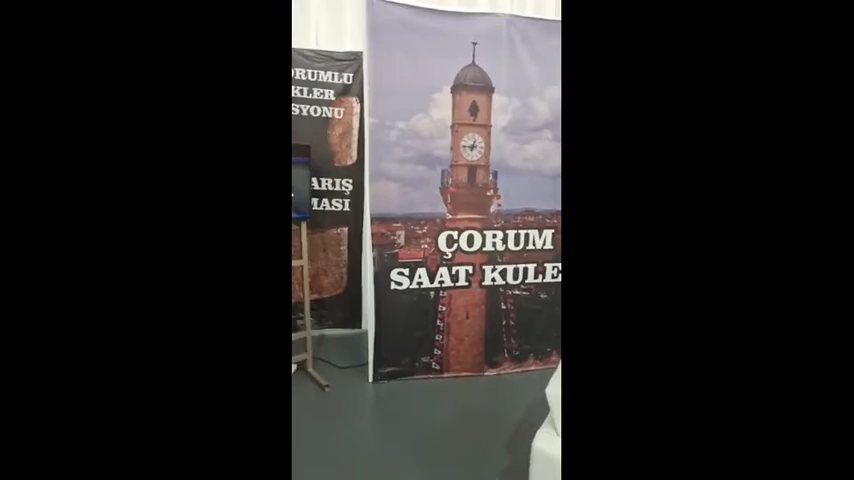 ORUMLU
KLER
SYONU
ARIŞ
MASI
ÇORUM
SAAT KULE